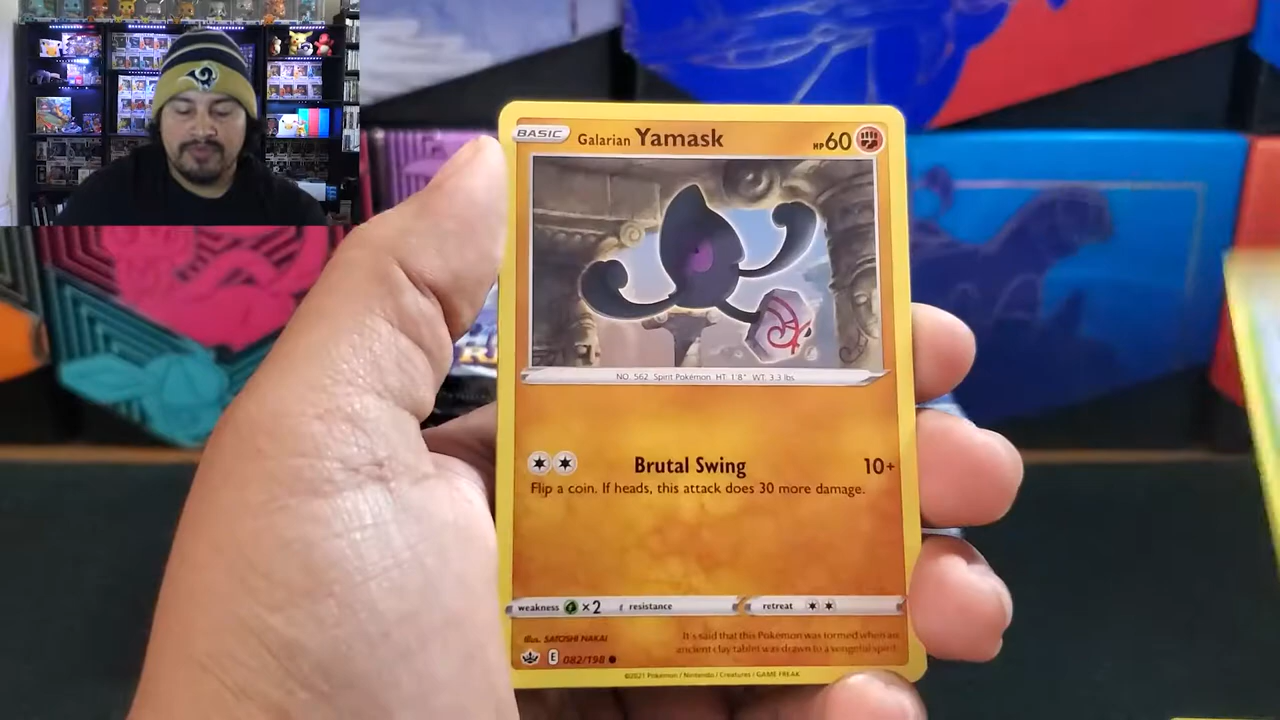 BASIC Galarian Yamask HP 60
NO. 562 Spirit Pokémon HT 1'8" WT 3.3 lbs
Brutal Swing 10+
Flip a coin. If heads, this attack does 30 more damage.
weakness ×2 resistance retreat
Illus. SATOSHI NAKAI
It's said that this Pokémon was formed when an
ancient clay tablet was drawn to a vengeful spirit.
E 082/198
©2021 Pokémon / Nintendo / Creatures / GAME FREAK